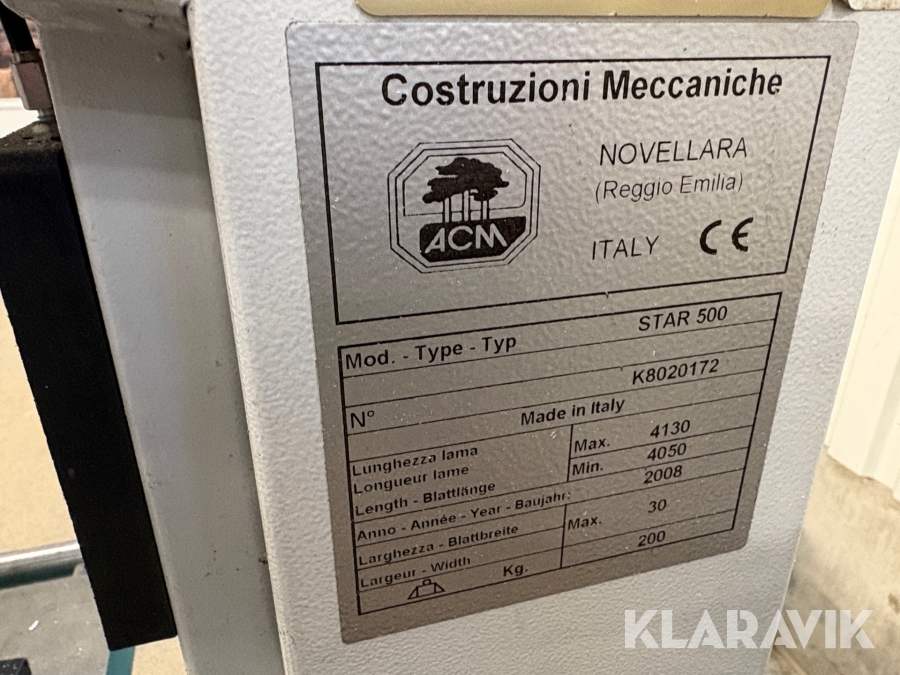 Costruzioni Meccaniche
ACM
NOVELLARA
(Reggio Emilia)
ITALY CE
Mod. - Type - Typ STAR 500
N° K8020172
Made in Italy
Lunghezza lama
Longueur lame
Length - Blattlänge
Max. 4130
Min. 4050
Anno - Année - Year - Baujahr: 2008
Larghezza - Blattbreite
Largeur - Width
Max. 30
Kg. 200
KLARAVIK